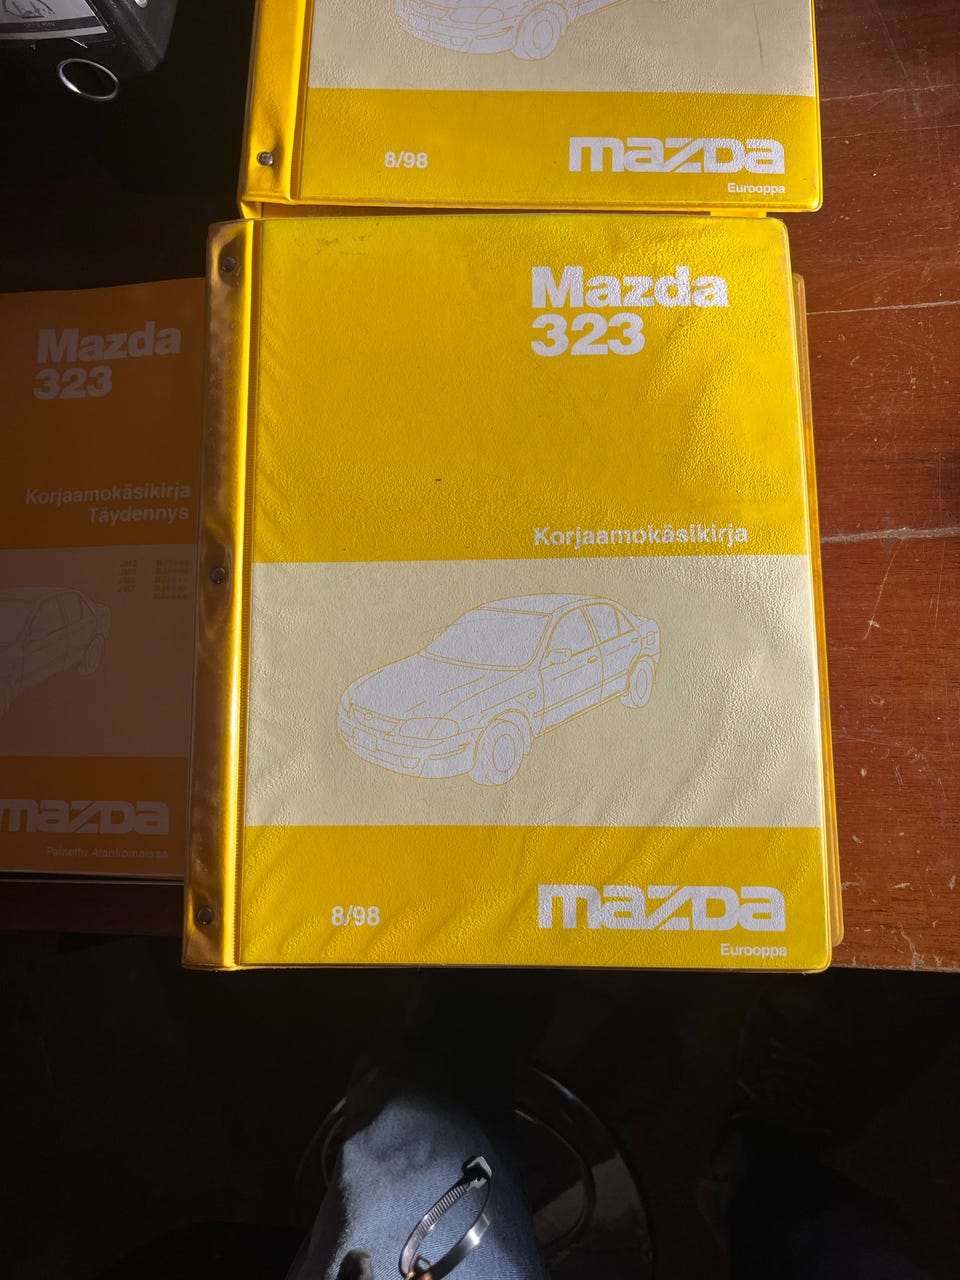 8/98
mazda
Eurooppa
Mazda
323
Korjaamokäsikirja
8/98
mazda
Eurooppa
Mazda
323
Korjaamokäsikirja
Täydennys
mazda
Painettu Alankomaissa